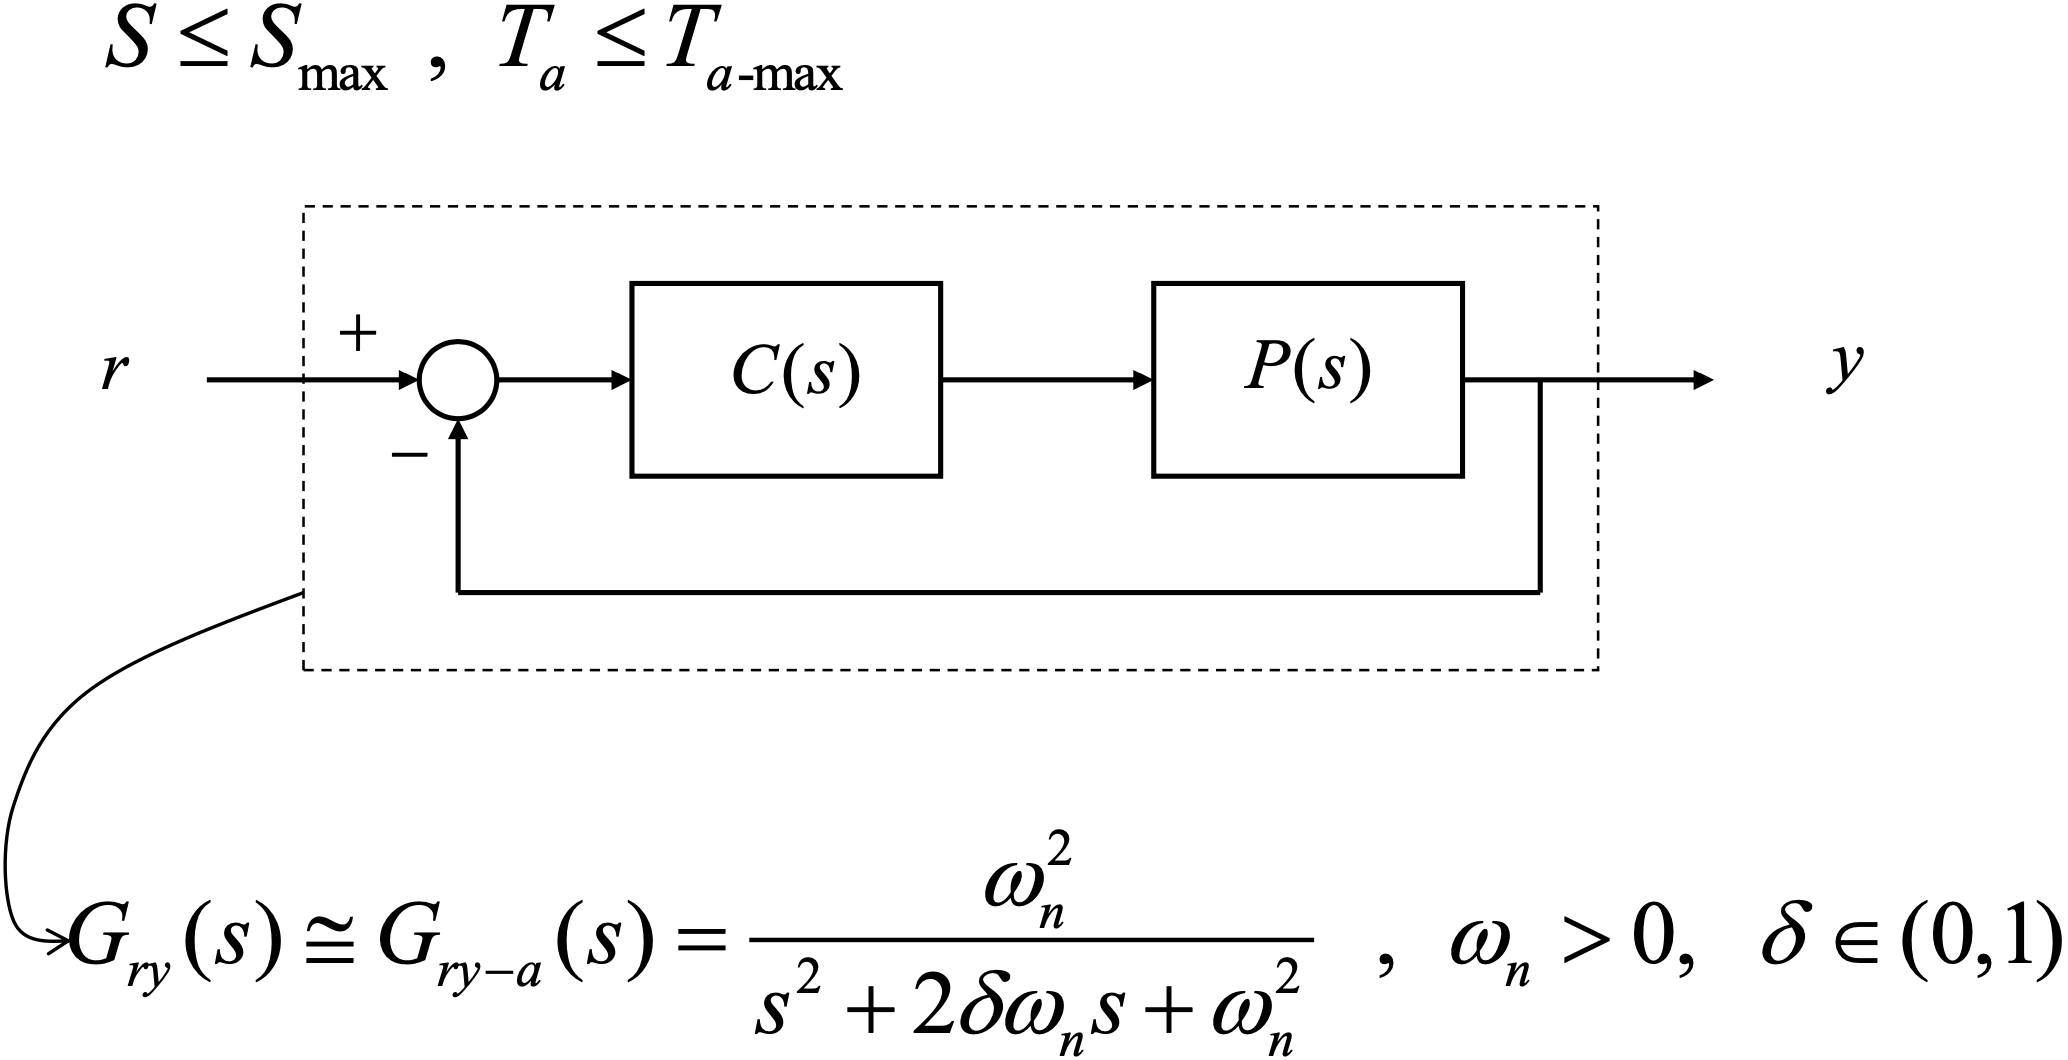 S ≤ S_max , T_a ≤ T_a-max
+
r C(s) P(s) y
−
G_ry(s) ≅ G_ry−a(s) = ω_n^2 / (s^2 + 2δω_n s + ω_n^2) , ω_n > 0, δ ∈ (0,1)